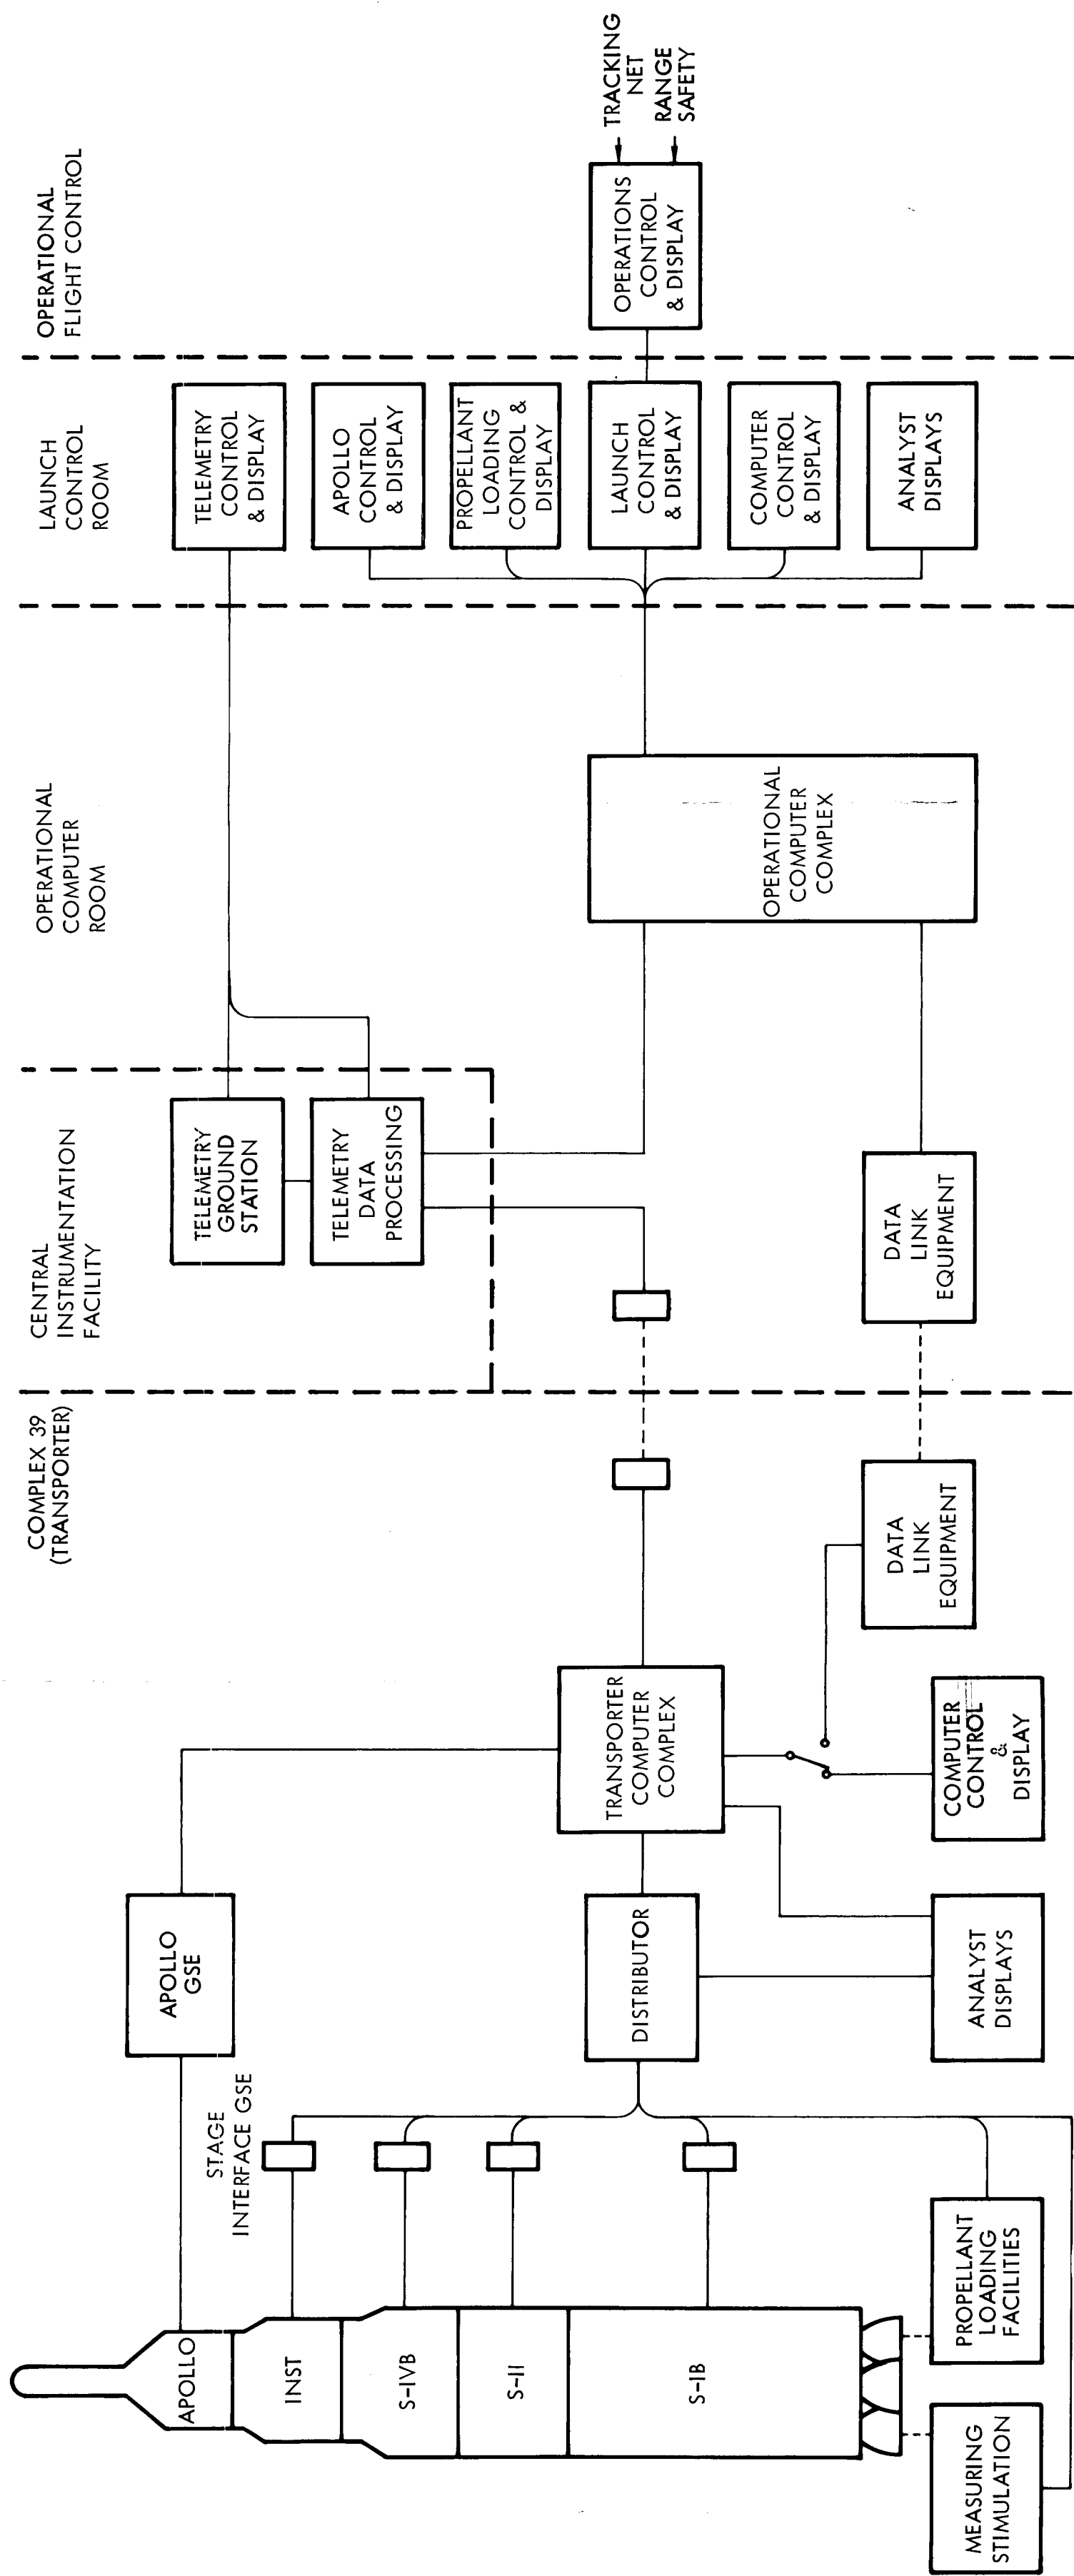 COMPLEX 39
(TRANSPORTER)
CENTRAL
INSTRUMENTATION
FACILITY
OPERATIONAL
COMPUTER
ROOM
LAUNCH
CONTROL
ROOM
OPERATIONAL
FLIGHT CONTROL
APOLLO
GSE
TELEMETRY
GROUND
STATION
TELEMETRY
CONTROL
& DISPLAY
APOLLO
INST
S-IVB
S-II
S-IB
STAGE
INTERFACE GSE
TELEMETRY
DATA
PROCESSING
APOLLO
CONTROL
& DISPLAY
PROPELLANT
LOADING
CONTROL &
DISPLAY
DISTRIBUTOR
TRANSPORTER
COMPUTER
COMPLEX
OPERATIONAL
COMPUTER
COMPLEX
LAUNCH
CONTROL
& DISPLAY
OPERATIONS
CONTROL
& DISPLAY
TRACKING
NET
RANGE
SAFETY
COMPUTER
CONTROL
& DISPLAY
ANALYST
DISPLAYS
MEASURING
STIMULATION
PROPELLANT
LOADING
FACILITIES
ANALYST
DISPLAYS
COMPUTER
CONTROL
&
DISPLAY
DATA
LINK
EQUIPMENT
DATA
LINK
EQUIPMENT